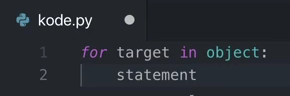 kode.py
1 for target in object:
2 statement